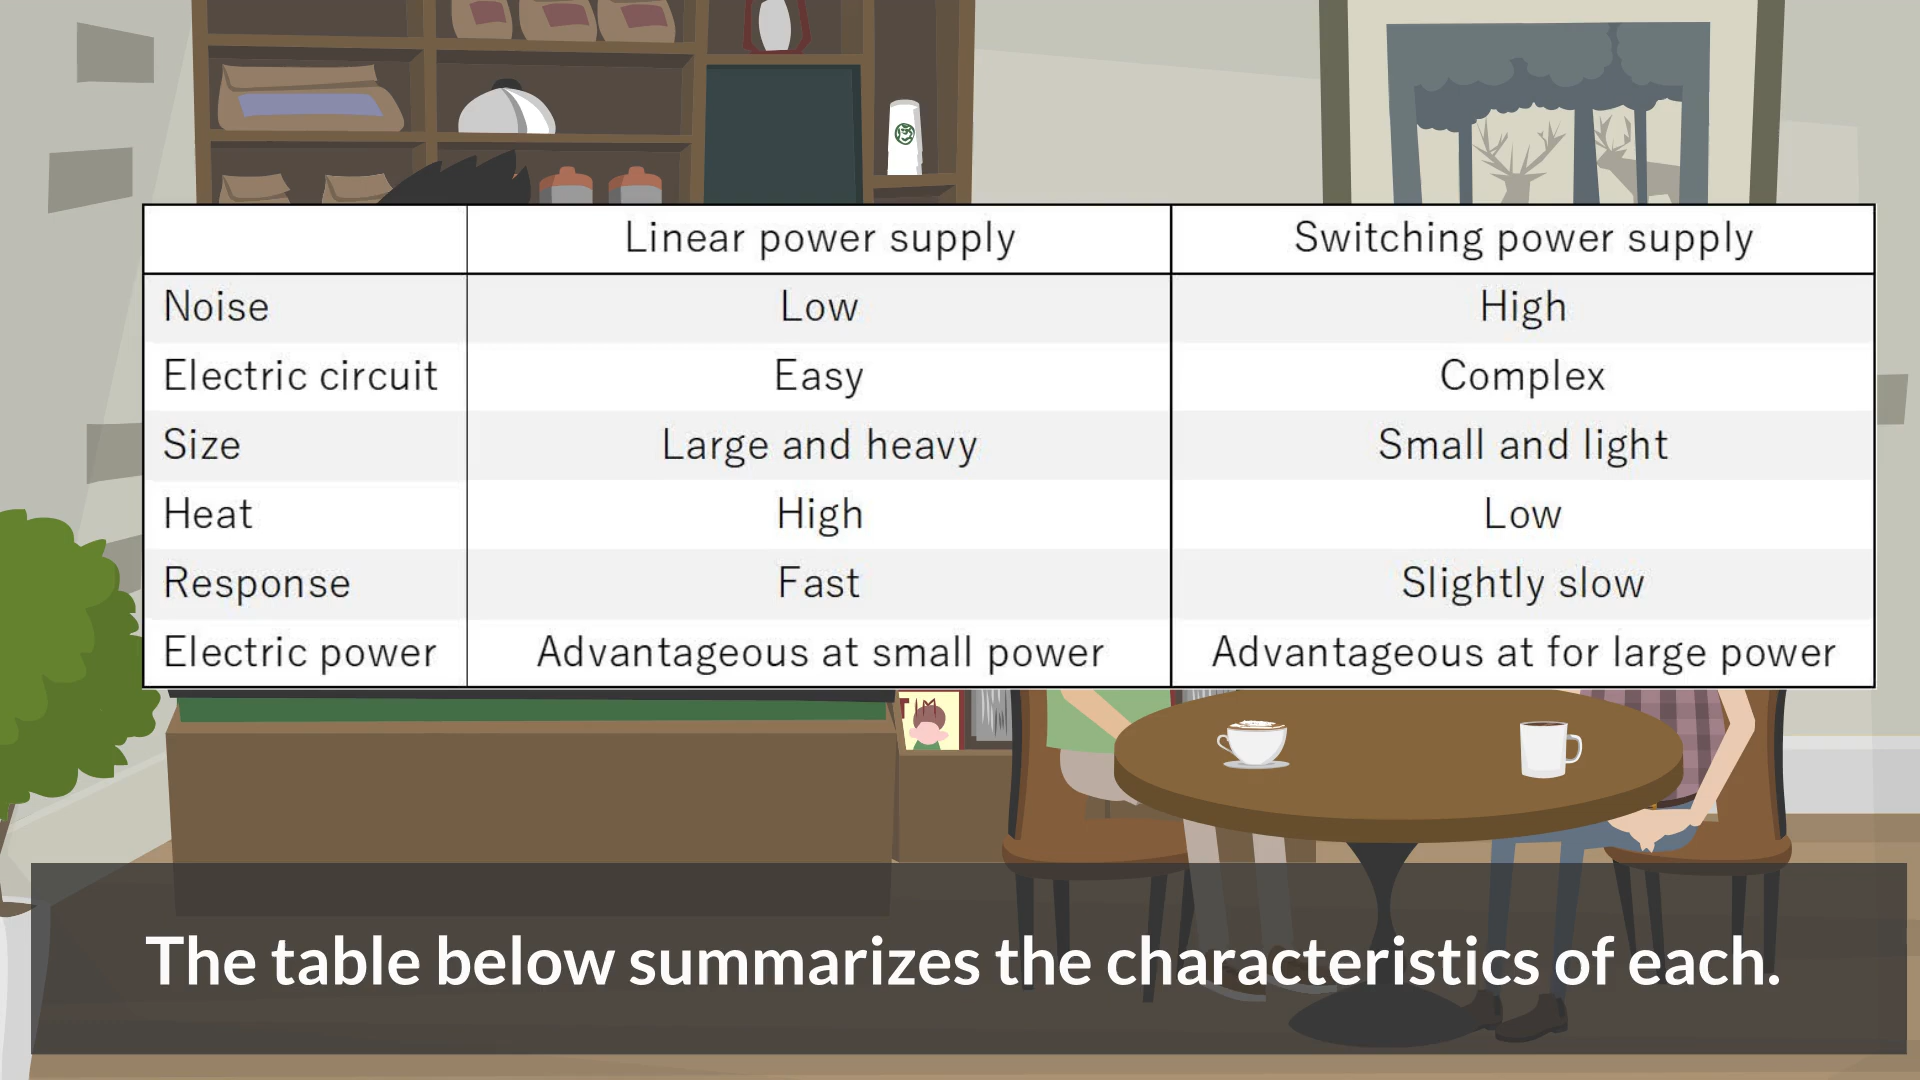 Linear power supply Switching power supply
Noise Low High
Electric circuit Easy Complex
Size Large and heavy Small and light
Heat High Low
Response Fast Slightly slow
Electric power Advantageous at small power Advantageous at for large power
The table below summarizes the characteristics of each.